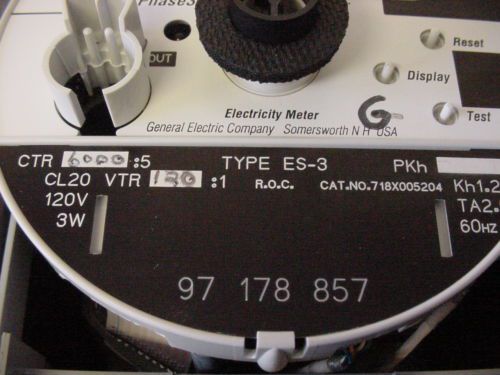 PhaseS
OUT
Reset
Display
Test
Electricity Meter
General Electric Company Somersworth N H USA
G
CTR 6000 :5 TYPE ES-3 PKh
CL20 VTR 120 :1 R.O.C. CAT.NO.718X005204 Kh1.2
120V TA2.
3W 60HZ
97 178 857